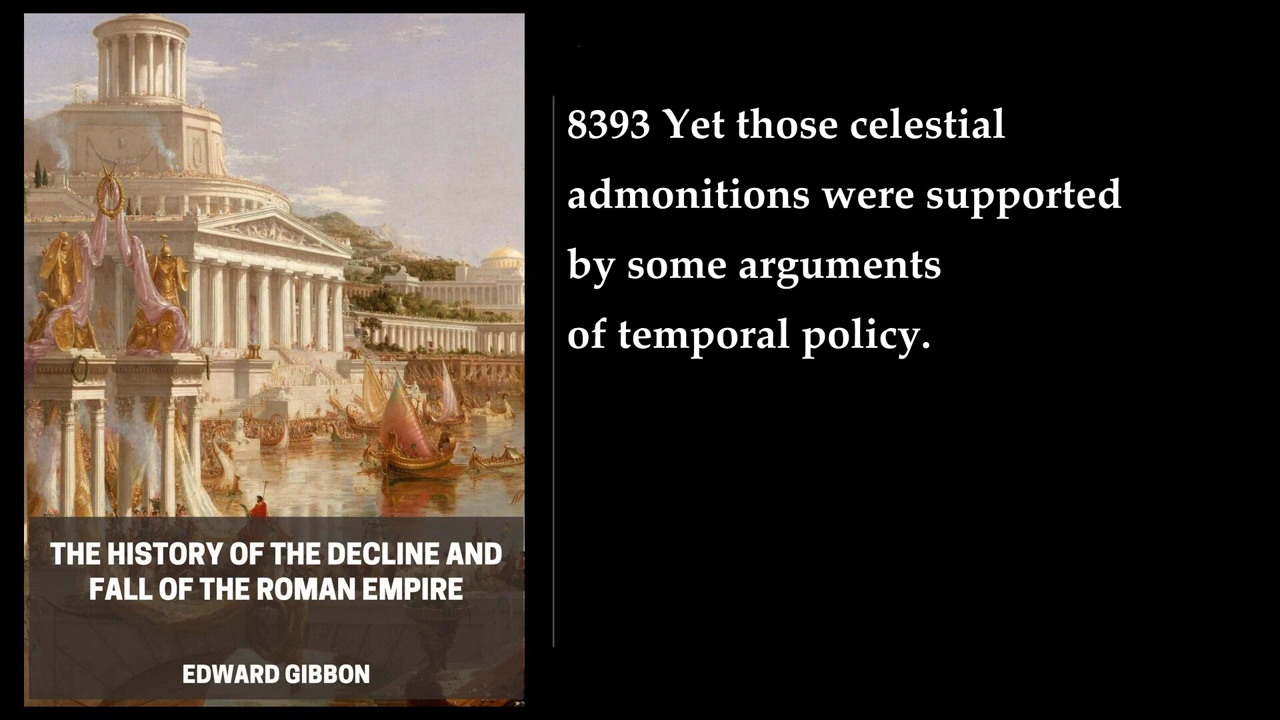 THE HISTORY OF THE DECLINE AND
FALL OF THE ROMAN EMPIRE
EDWARD GIBBON
8393 Yet those celestial
admonitions were supported
by some arguments
of temporal policy.